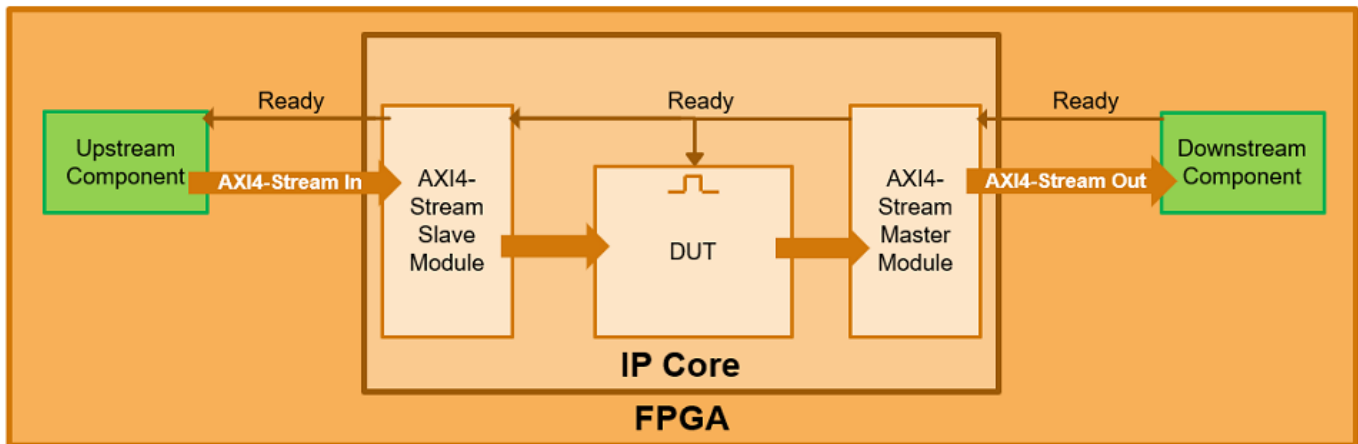 Ready
Ready
Ready
Upstream
Component
AXI4-Stream In
AXI4-
Stream
Slave
Module
DUT
AXI4-
Stream
Master
Module
AXI4-Stream Out
Downstream
Component
IP Core
FPGA